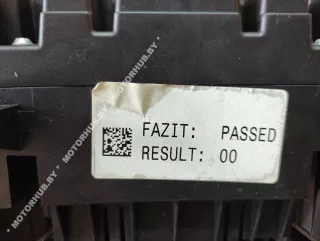 • MOTORHUB.BY •
• MOTORHUB.BY •
FAZIT: PASSED
RESULT: 00